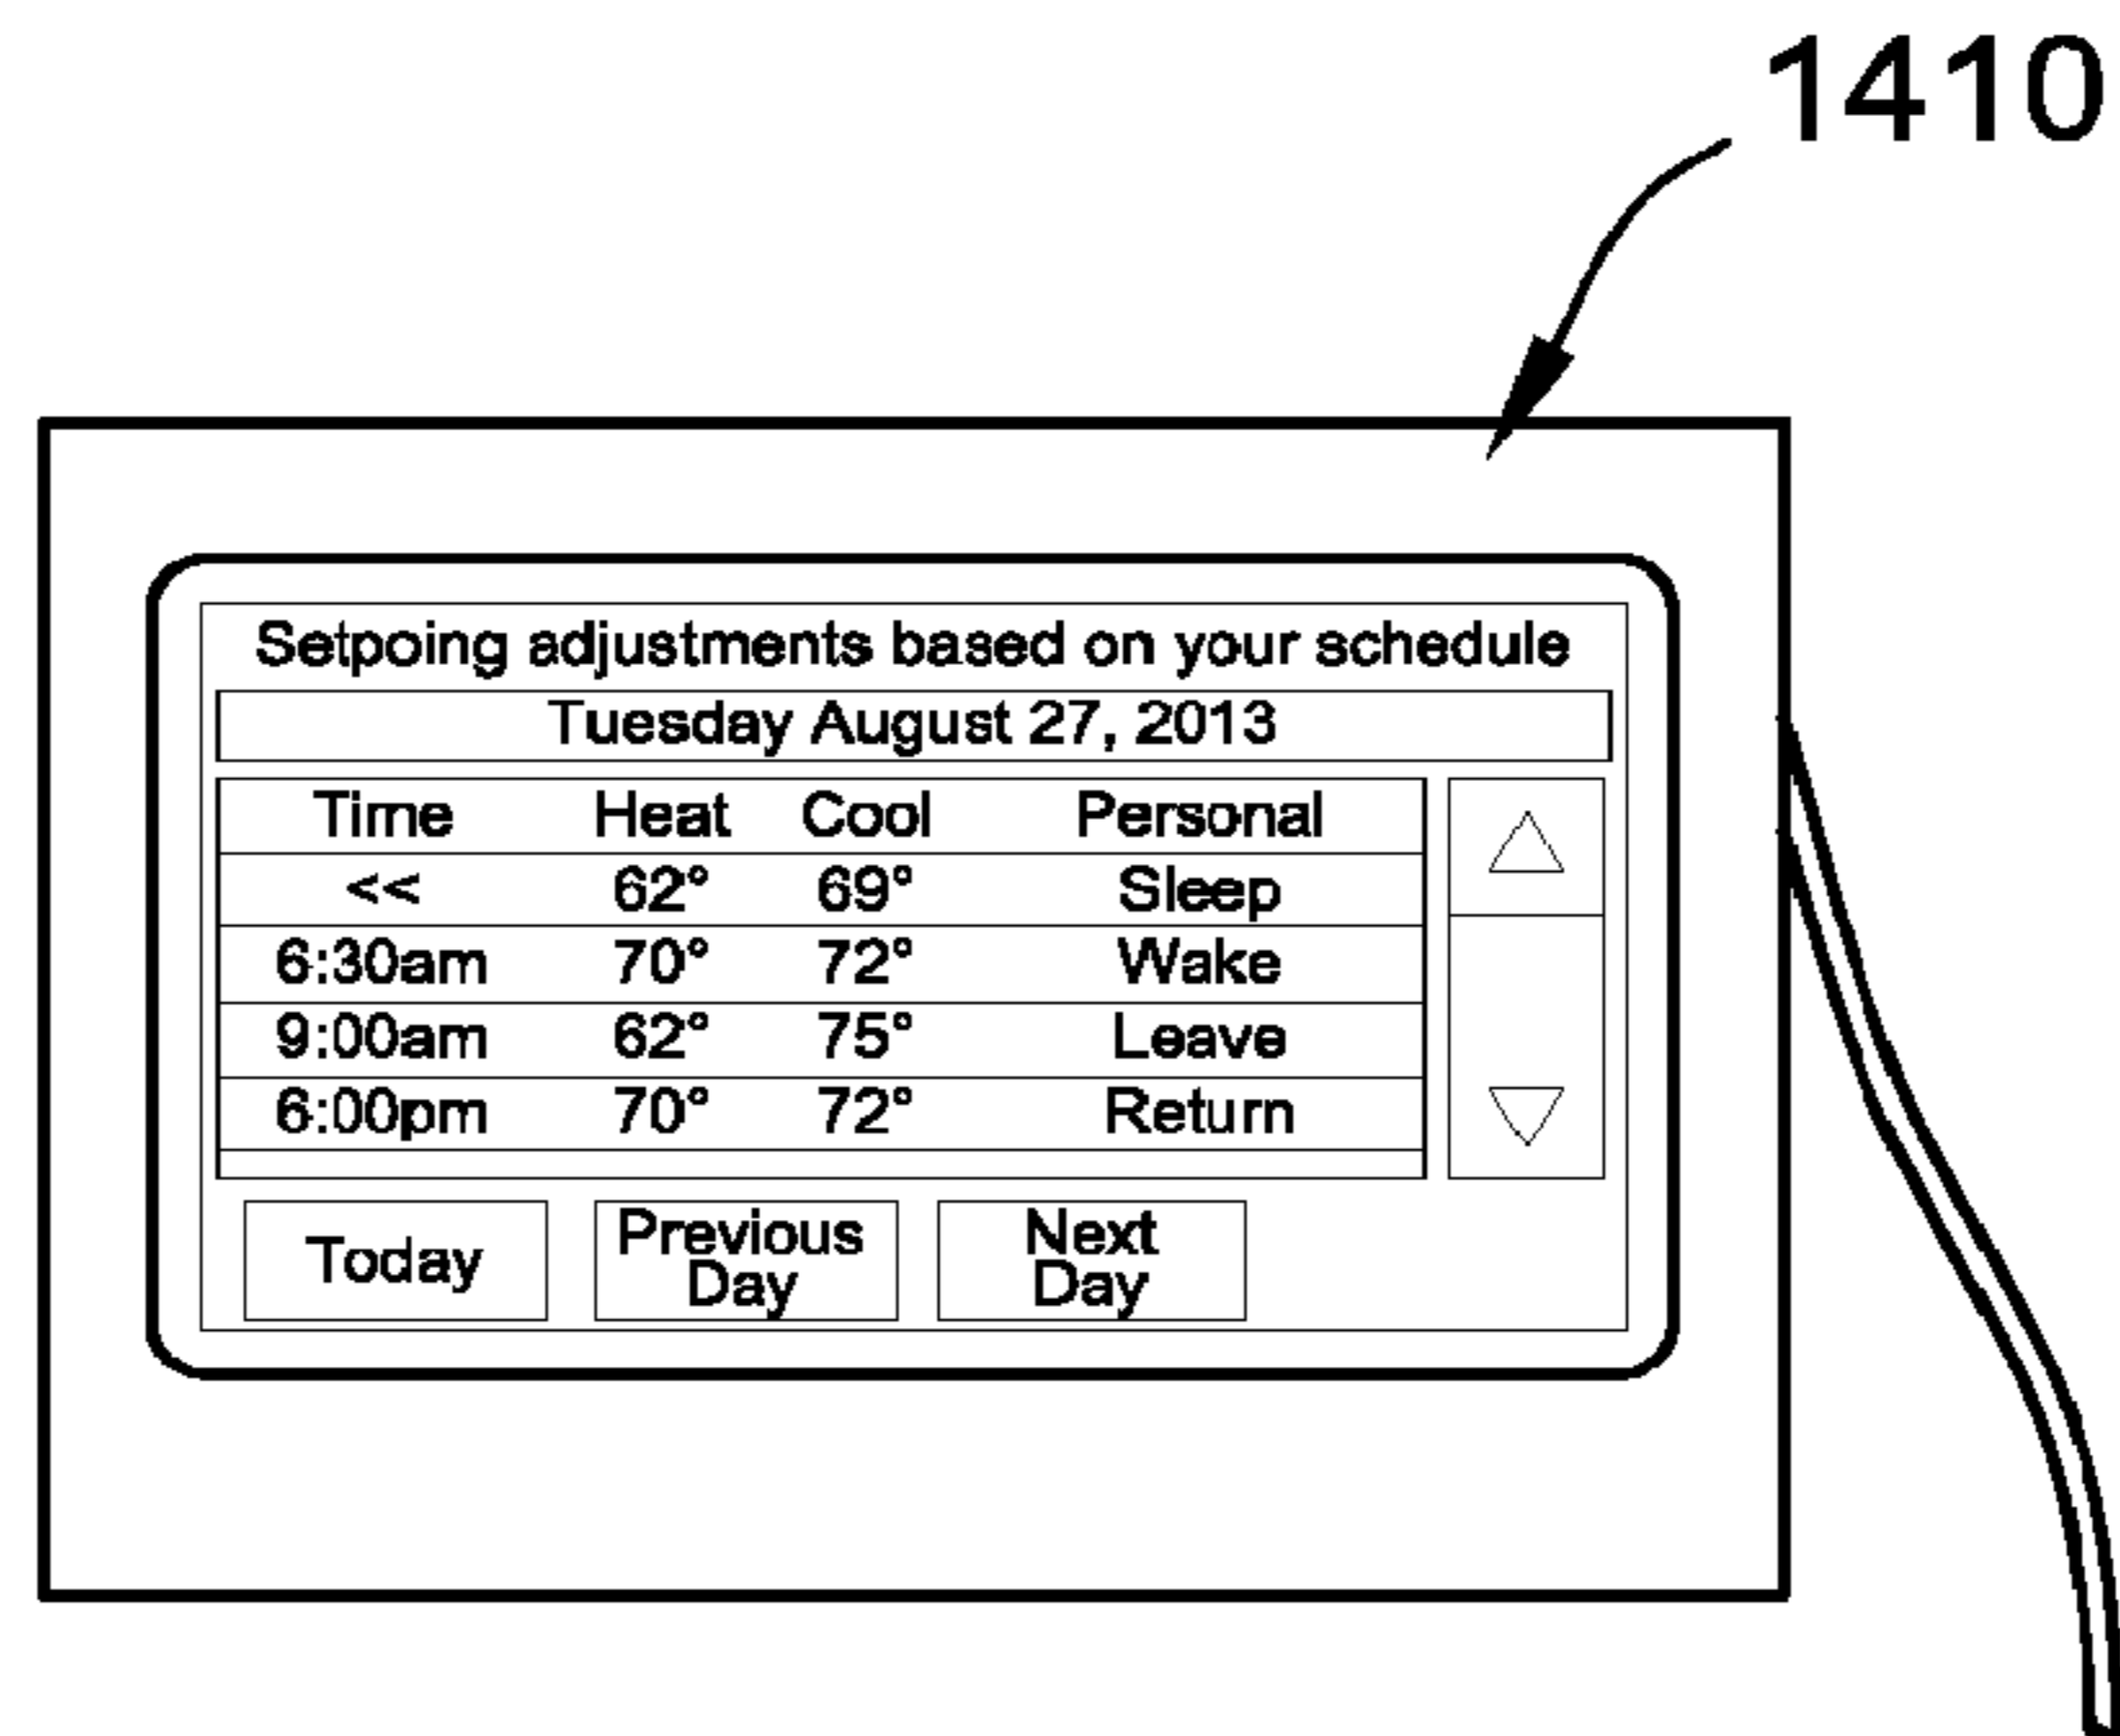 1410
Setpoing adjustments based on your schedule
Tuesday August 27, 2013
Time Heat Cool Personal
<< 62° 69° Sleep
6:30am 70° 72° Wake
9:00am 62° 75° Leave
6:00pm 70° 72° Return
Today Previous Day Next Day